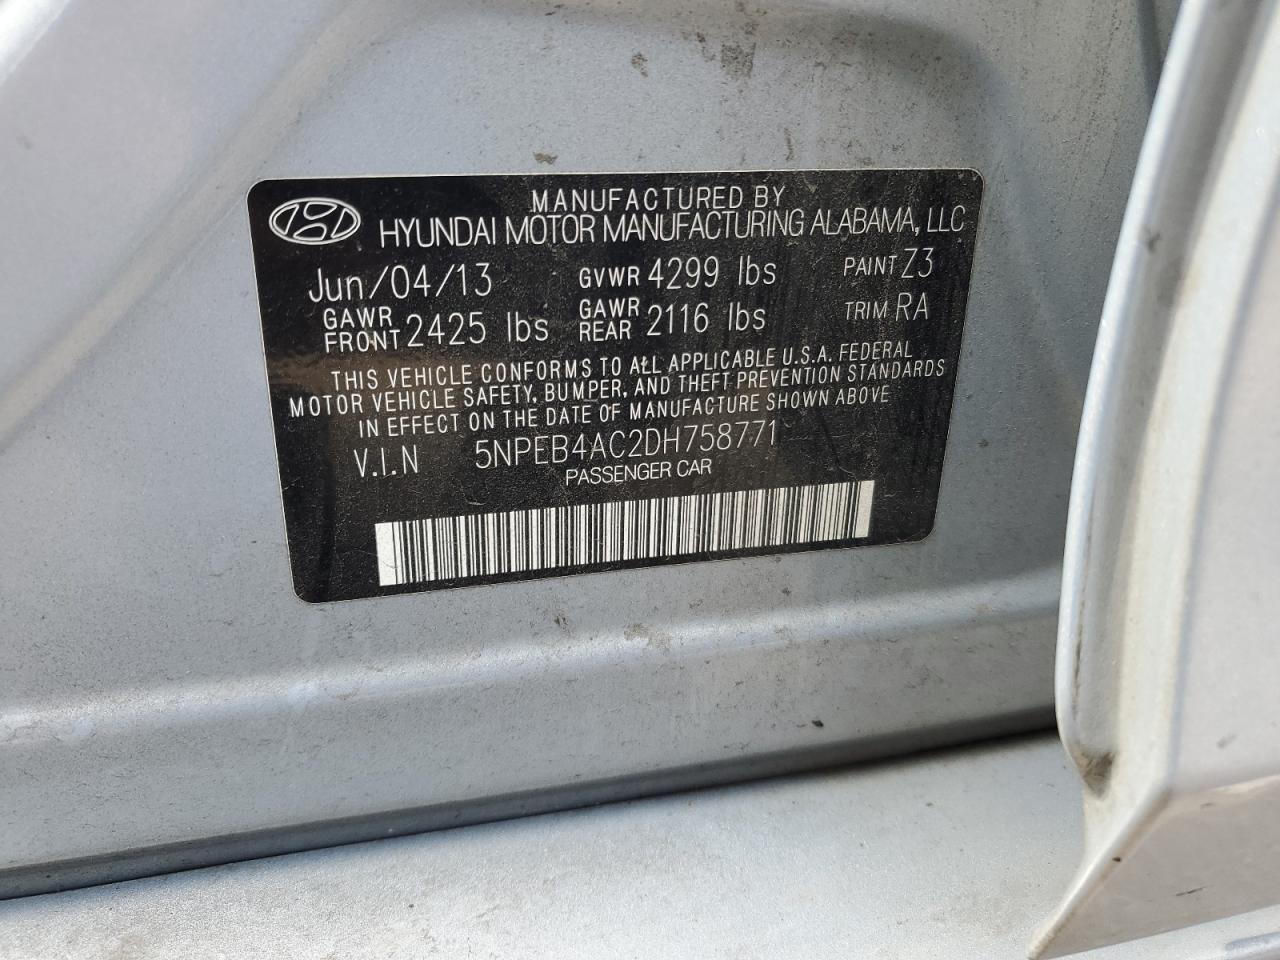 MANUFACTURED BY
HYUNDAI MOTOR MANUFACTURING ALABAMA, LLC
Jun/04/13 GVWR 4299 lbs PAINT Z3
GAWR FRONT 2425 lbs GAWR REAR 2116 lbs TRIM RA
THIS VEHICLE CONFORMS TO ALL APPLICABLE U.S.A. FEDERAL
MOTOR VEHICLE SAFETY, BUMPER, AND THEFT PREVENTION STANDARDS
IN EFFECT ON THE DATE OF MANUFACTURE SHOWN ABOVE
V.I.N 5NPEB4AC2DH758771
PASSENGER CAR